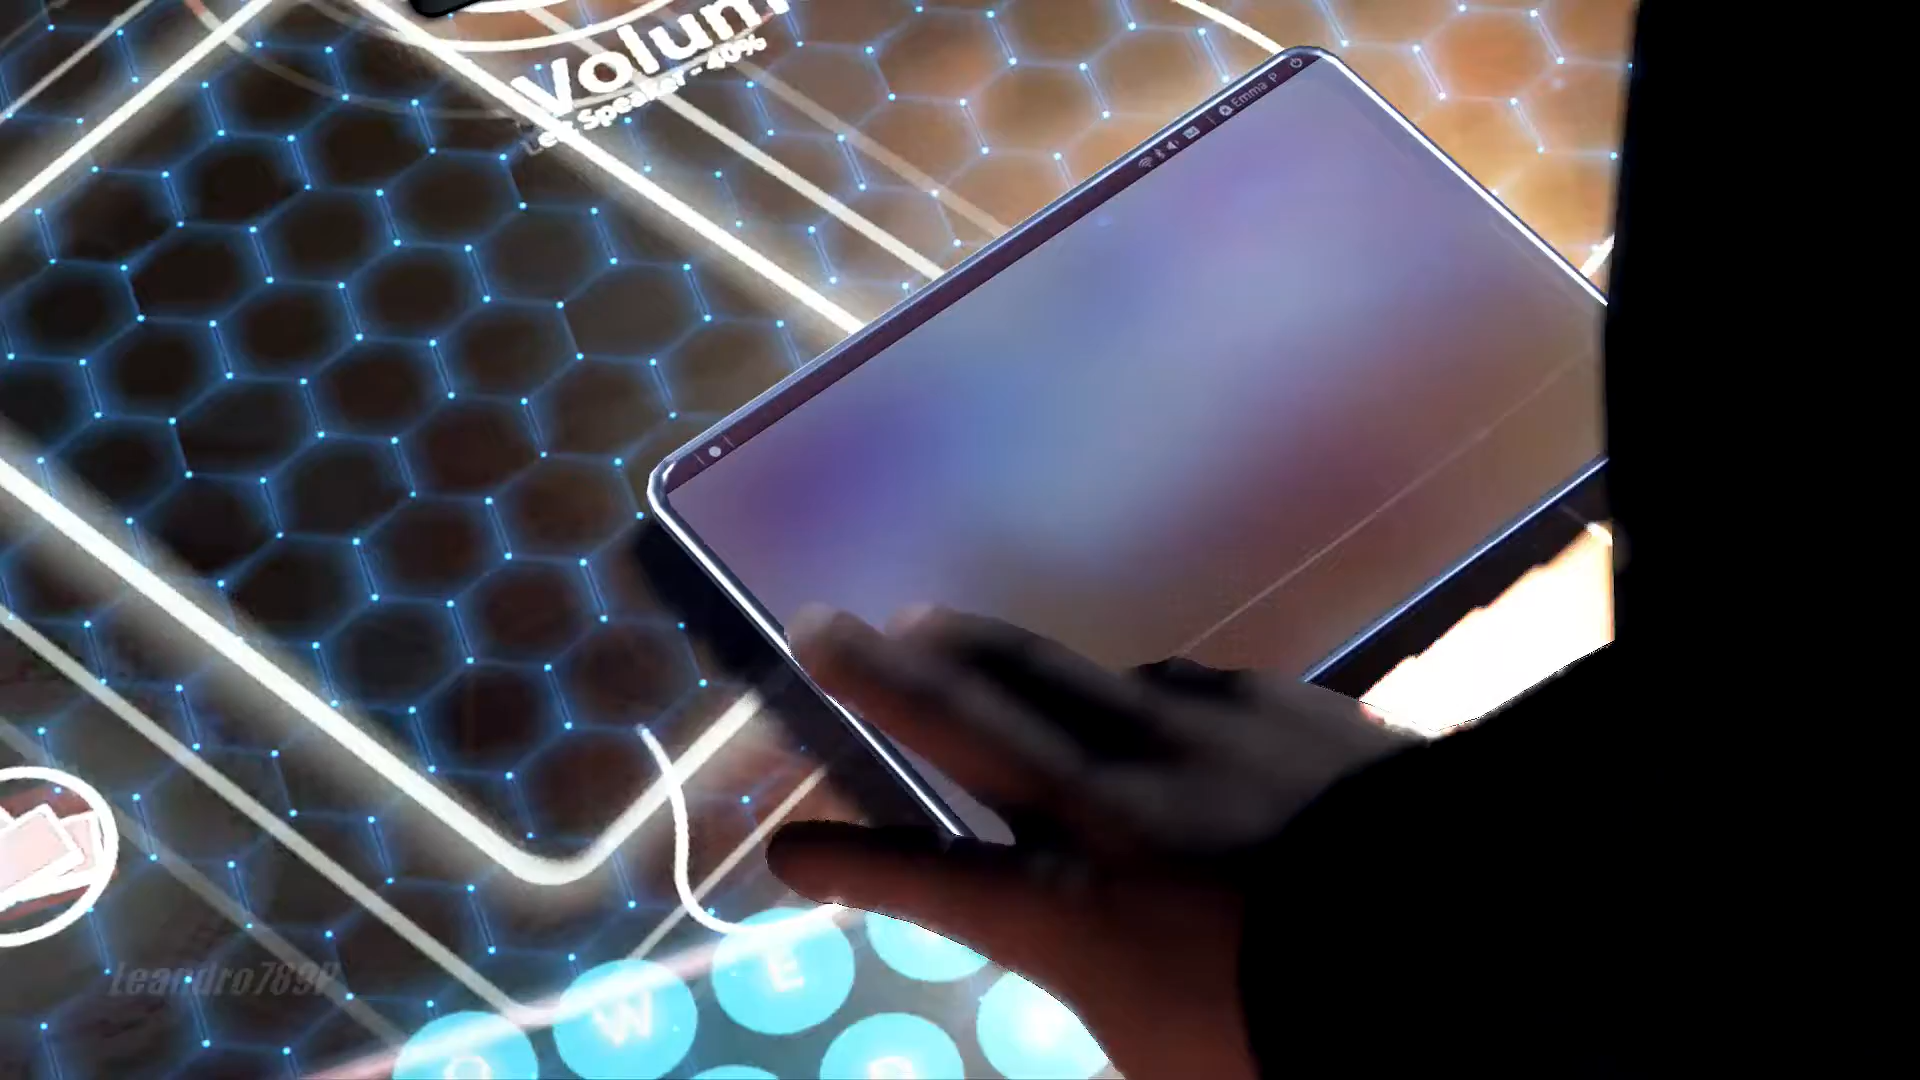 Volum
Left Speaker - 40%
Emma P
Leandro789P
W
E